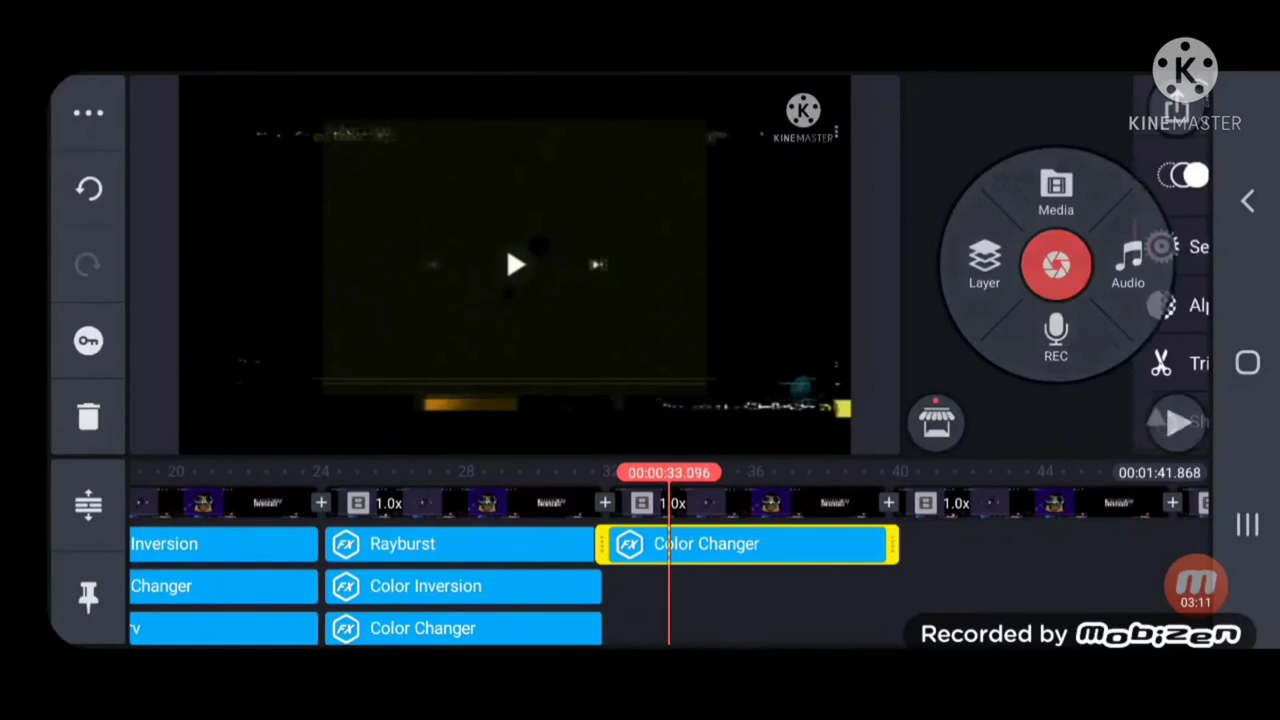 KINEMASTER
KINEMASTER
Media
Layer
Audio
REC
Se
Al
Tri
Sh
20
24
28
32
00:00:33.096
36
40
44
00:01:41.868
1.0x
1.0x
1.0x
Inversion
Rayburst
Color Changer
Changer
Color Inversion
rv
Color Changer
03:11
Recorded by mobizen